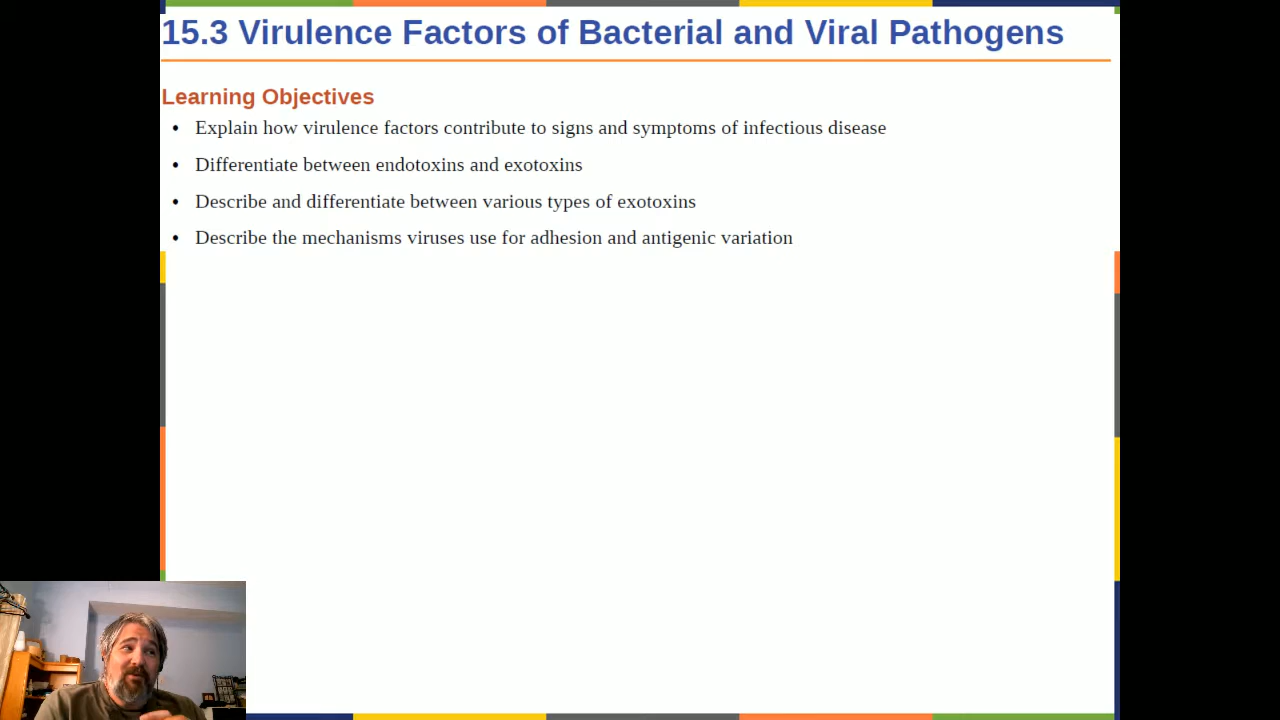 15.3 Virulence Factors of Bacterial and Viral Pathogens
Learning Objectives
• Explain how virulence factors contribute to signs and symptoms of infectious disease
• Differentiate between endotoxins and exotoxins
• Describe and differentiate between various types of exotoxins
• Describe the mechanisms viruses use for adhesion and antigenic variation